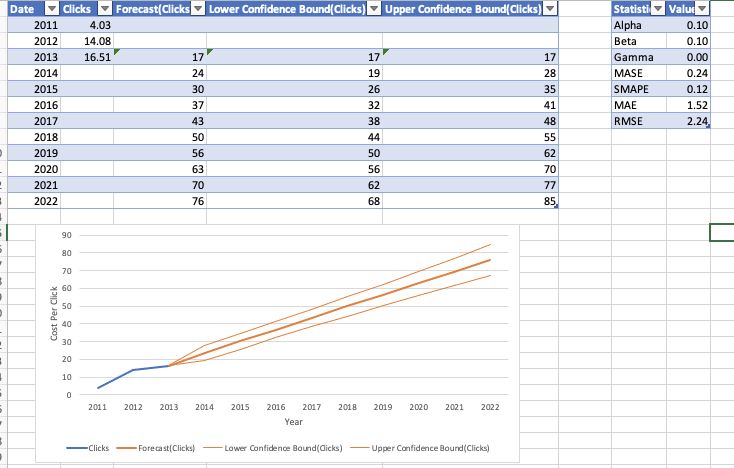 Date Clicks Forecast(Clicks Lower Confidence Bound(Clicks) Upper Confidence Bound(Clicks) Statisti Value
2011 4.03 Alpha 0.10
2012 14.08 Beta 0.10
2013 16.51 17 17 17 Gamma 0.00
2014 24 19 28 MASE 0.24
2015 30 26 35 SMAPE 0.12
2016 37 32 41 MAE 1.52
2017 43 38 48 RMSE 2.24
2018 50 44 55
2019 56 50 62
2020 63 56 70
2021 70 62 77
2022 76 68 85
90
80
70
60
50
40
30
20
10
0
Cost Per Click
2011 2012 2013 2014 2015 2016 2017 2018 2019 2020 2021 2022
Year
Clicks Forecast(Clicks) Lower Confidence Bound(Clicks) Upper Confidence Bound(Clicks)